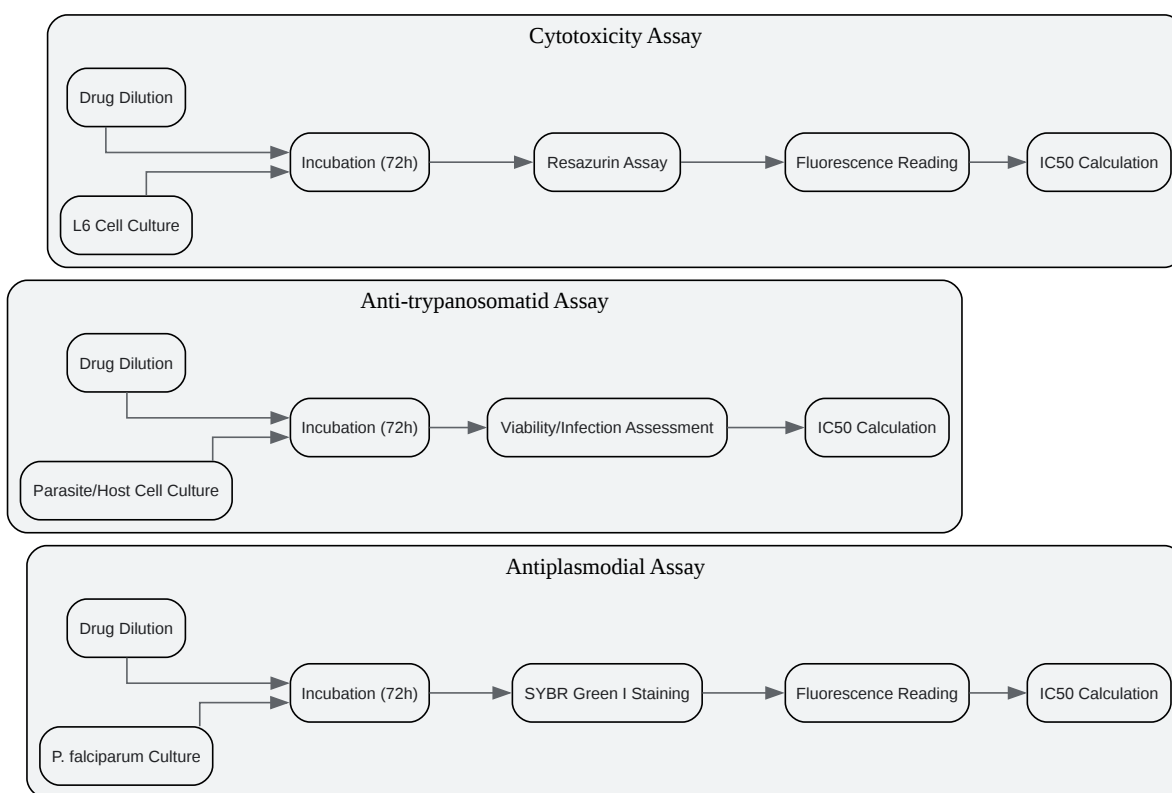 Cytotoxicity Assay
Drug Dilution
L6 Cell Culture
Incubation (72h)
Resazurin Assay
Fluorescence Reading
IC50 Calculation
Anti-trypanosomatid Assay
Drug Dilution
Parasite/Host Cell Culture
Incubation (72h)
Viability/Infection Assessment
IC50 Calculation
Antiplasmodial Assay
Drug Dilution
P. falciparum Culture
Incubation (72h)
SYBR Green I Staining
Fluorescence Reading
IC50 Calculation